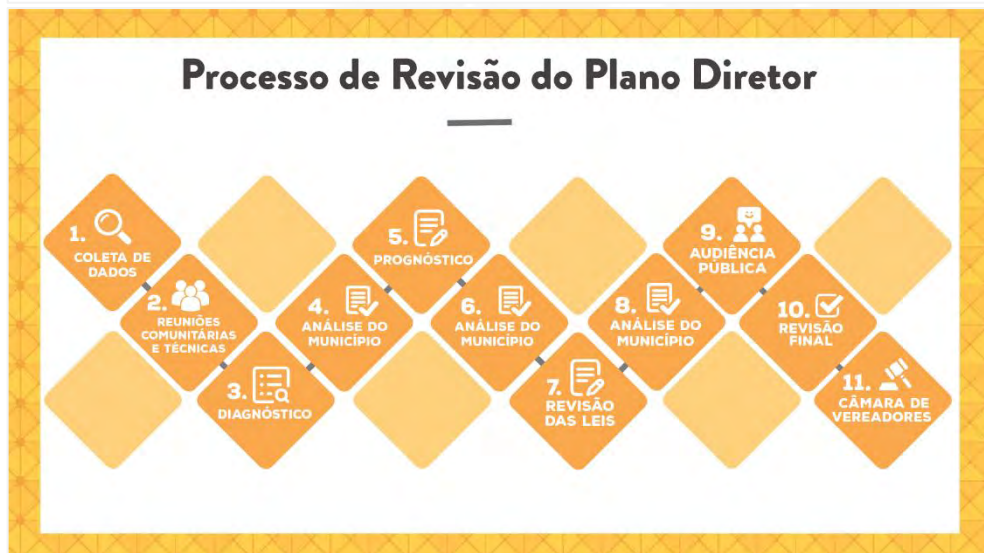 Processo de Revisão do Plano Diretor
1.
COLETA DE
DADOS
2.
REUNIÕES
COMUNITÁRIAS
E TÉCNICAS
3.
DIAGNÓSTICO
4.
ANÁLISE DO
MUNICÍPIO
5.
PROGNÓSTICO
6.
ANÁLISE DO
MUNICÍPIO
7.
REVISÃO
DAS LEIS
8.
ANÁLISE DO
MUNICÍPIO
9.
AUDIÊNCIA
PÚBLICA
10.
REVISÃO
FINAL
11.
CÂMARA DE
VEREADORES